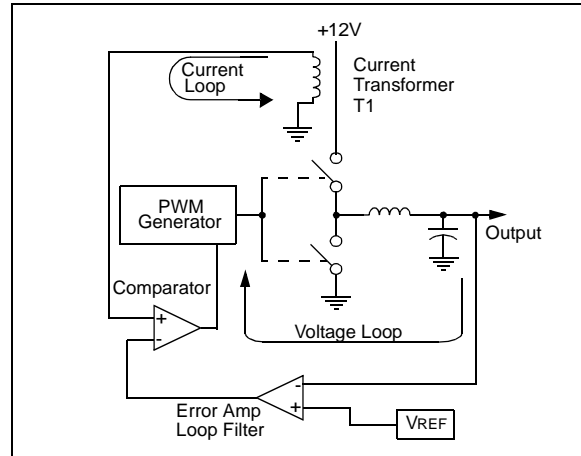 +12V
Current
Loop
Current
Transformer
T1
PWM
Generator
Output
Comparator
+
-
Voltage Loop
-
+
Error Amp
Loop Filter
VREF